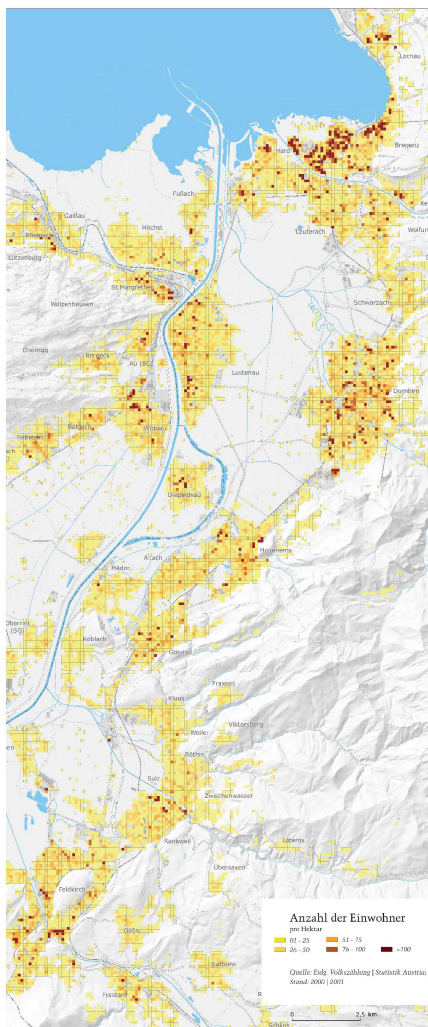 Lochau
Bregenz
Hard
Fußach
Gaißau
Höchst
Lauterach
Lutzenberg
St.Margrethen
Walzenhausen
Schwarzach
Oberegg
Berneck
Au (SG)
Lustenau
Dornbirn
Balgach
Widnau
Rebstein
Diepoldsau
Altach
Hohenems
Mäder
Oberriet
(SG)
Koblach
Götzis
Fraxern
Klaus
Viktorsberg
Weiler
Röthis
Sulz
Zwischenwasser
Rankweil
Laterns
Übersaxen
Feldkirch
Göfis
Satteins
Frastanz
Schlins
Anzahl der Einwohner
pro Hektar
01 - 25
51 - 75
26 - 50
76 - 100
+100
Quelle: Eidg. Volkszählung | Statistik Austria;
Stand: 2000 | 2001
0 2,5 km